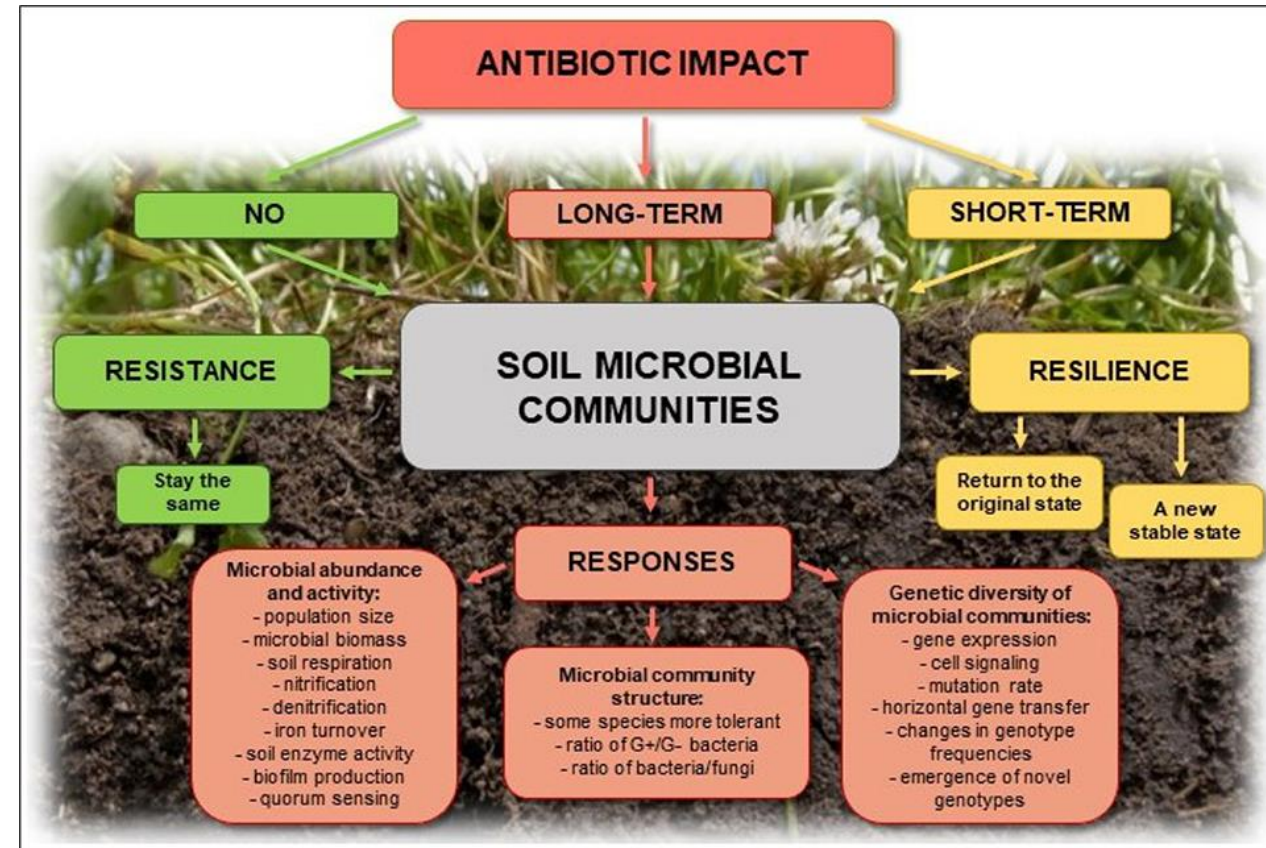 ANTIBIOTIC IMPACT
NO
LONG-TERM
SHORT-TERM
RESISTANCE
SOIL MICROBIAL
COMMUNITIES
RESILIENCE
Stay the
same
Return to the
original state
A new
stable state
RESPONSES
Microbial abundance
and activity:
- population size
- microbial biomass
- soil respiration
- nitrification
- denitrification
- iron turnover
- soil enzyme activity
- biofilm production
- quorum sensing
Microbial community
structure:
- some species more tolerant
- ratio of G+/G- bacteria
- ratio of bacteria/fungi
Genetic diversity of
microbial communities:
- gene expression
- cell signaling
- mutation rate
- horizontal gene transfer
- changes in genotype
frequencies
- emergence of novel
genotypes